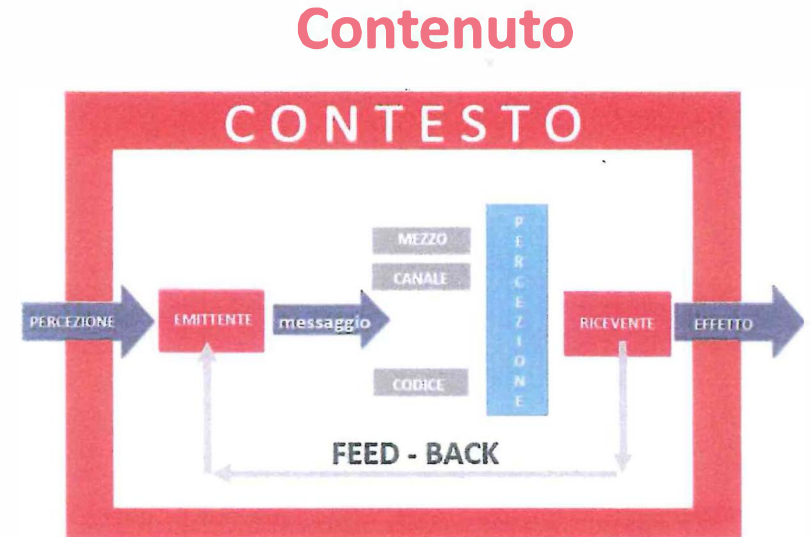 Contenuto
CONTESTO
MEZZO
CANALE
PERCEZIONE
EMITTENTE
messaggio
CODICE
PERCEZIONE
RICEVENTE
EFFETTO
FEED - BACK